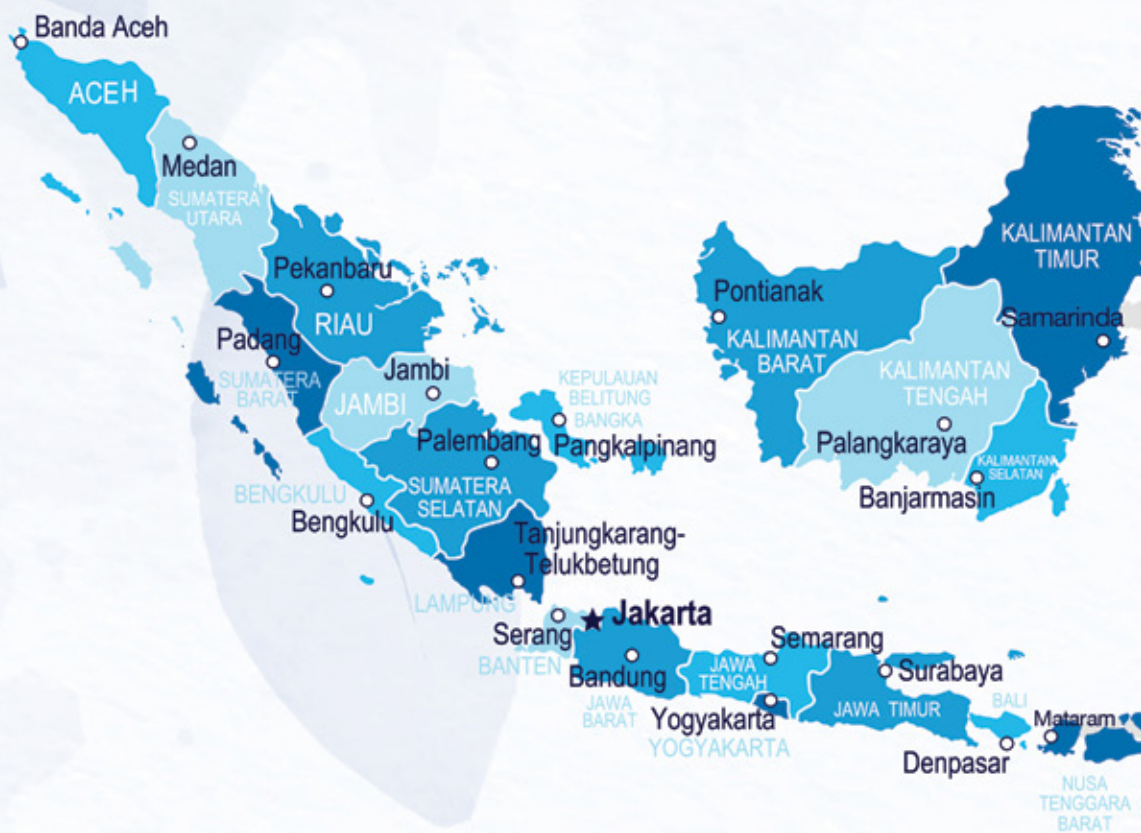 Banda Aceh
ACEH
Medan
SUMATERA
UTARA
Pekanbaru
RIAU
Padang
SUMATERA
BARAT
Jambi
JAMBI
KEPULAUAN
BELITUNG
BANGKA
Pangkalpinang
Palembang
SUMATERA
SELATAN
BENGKULU
Bengkulu
Tanjungkarang-
Telukbetung
LAMPUNG
KALIMANTAN
TIMUR
Samarinda
Pontianak
KALIMANTAN
BARAT
KALIMANTAN
TENGAH
Palangkaraya
KALIMANTAN
SELATAN
Banjarmasin
Jakarta
Serang
BANTEN
Bandung
JAWA
BARAT
Semarang
JAWA
TENGAH
Yogyakarta
YOGYAKARTA
Surabaya
JAWA TIMUR
BALI
Denpasar
Mataram
NUSA
TENGGARA
BARAT